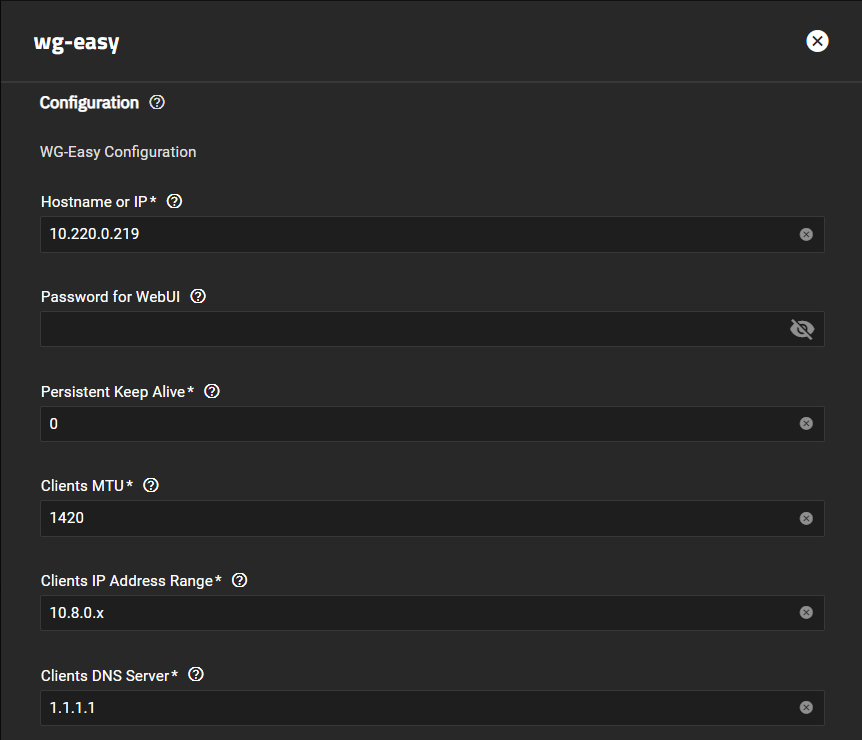 wg-easy
Configuration
WG-Easy Configuration
Hostname or IP*
10.220.0.219
Password for WebUI
Persistent Keep Alive*
0
Clients MTU*
1420
Clients IP Address Range*
10.8.0.x
Clients DNS Server*
1.1.1.1